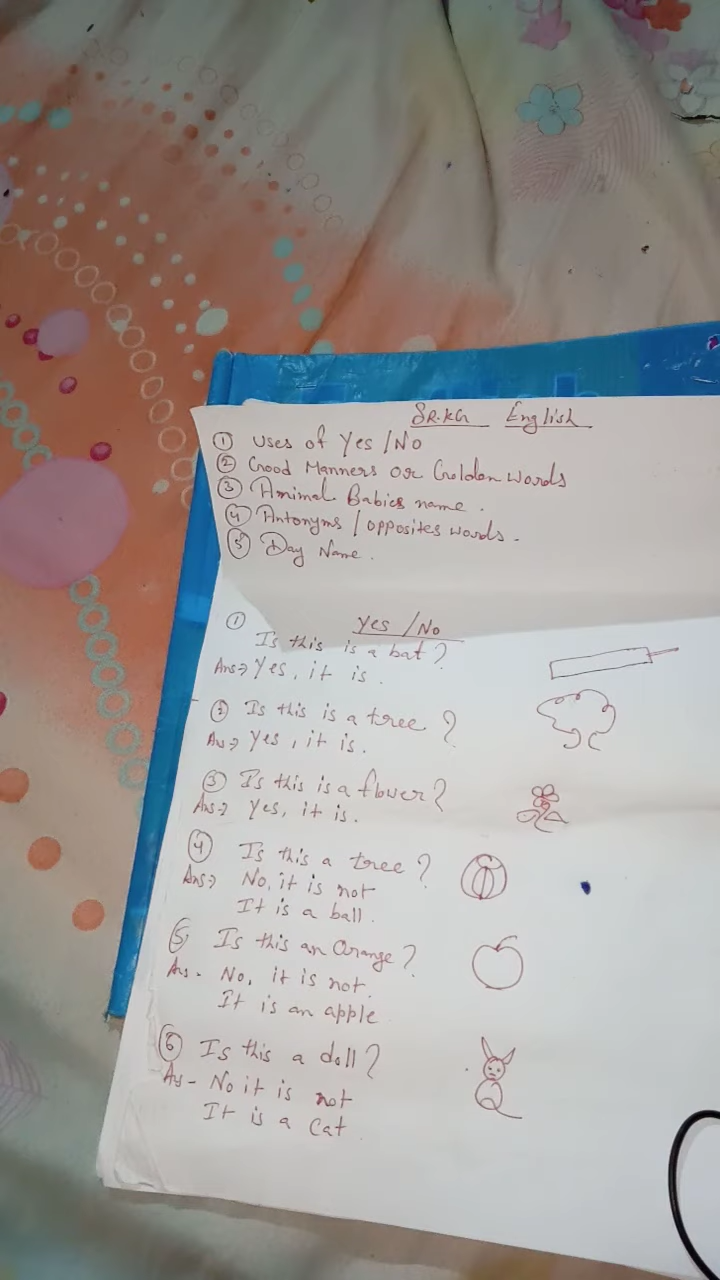 SR.KG English
① Uses of Yes/No
② Good Manners or Golden words
③ Animal Babies name.
④ Antonyms / opposites words.
⑤ Day Name.
Yes/No
① Is this is a bat?
Ans⇒ Yes, it is.
② Is this is a tree?
Ans⇒ Yes, it is.
③ Is this is a flower?
Ans⇒ Yes, it is.
④ Is this a tree?
Ans⇒ No, it is not
It is a ball.
⑤ Is this an Orange?
As - No, it is not.
It is an apple
⑥ Is this a doll?
As - No it is not
It is a Cat.